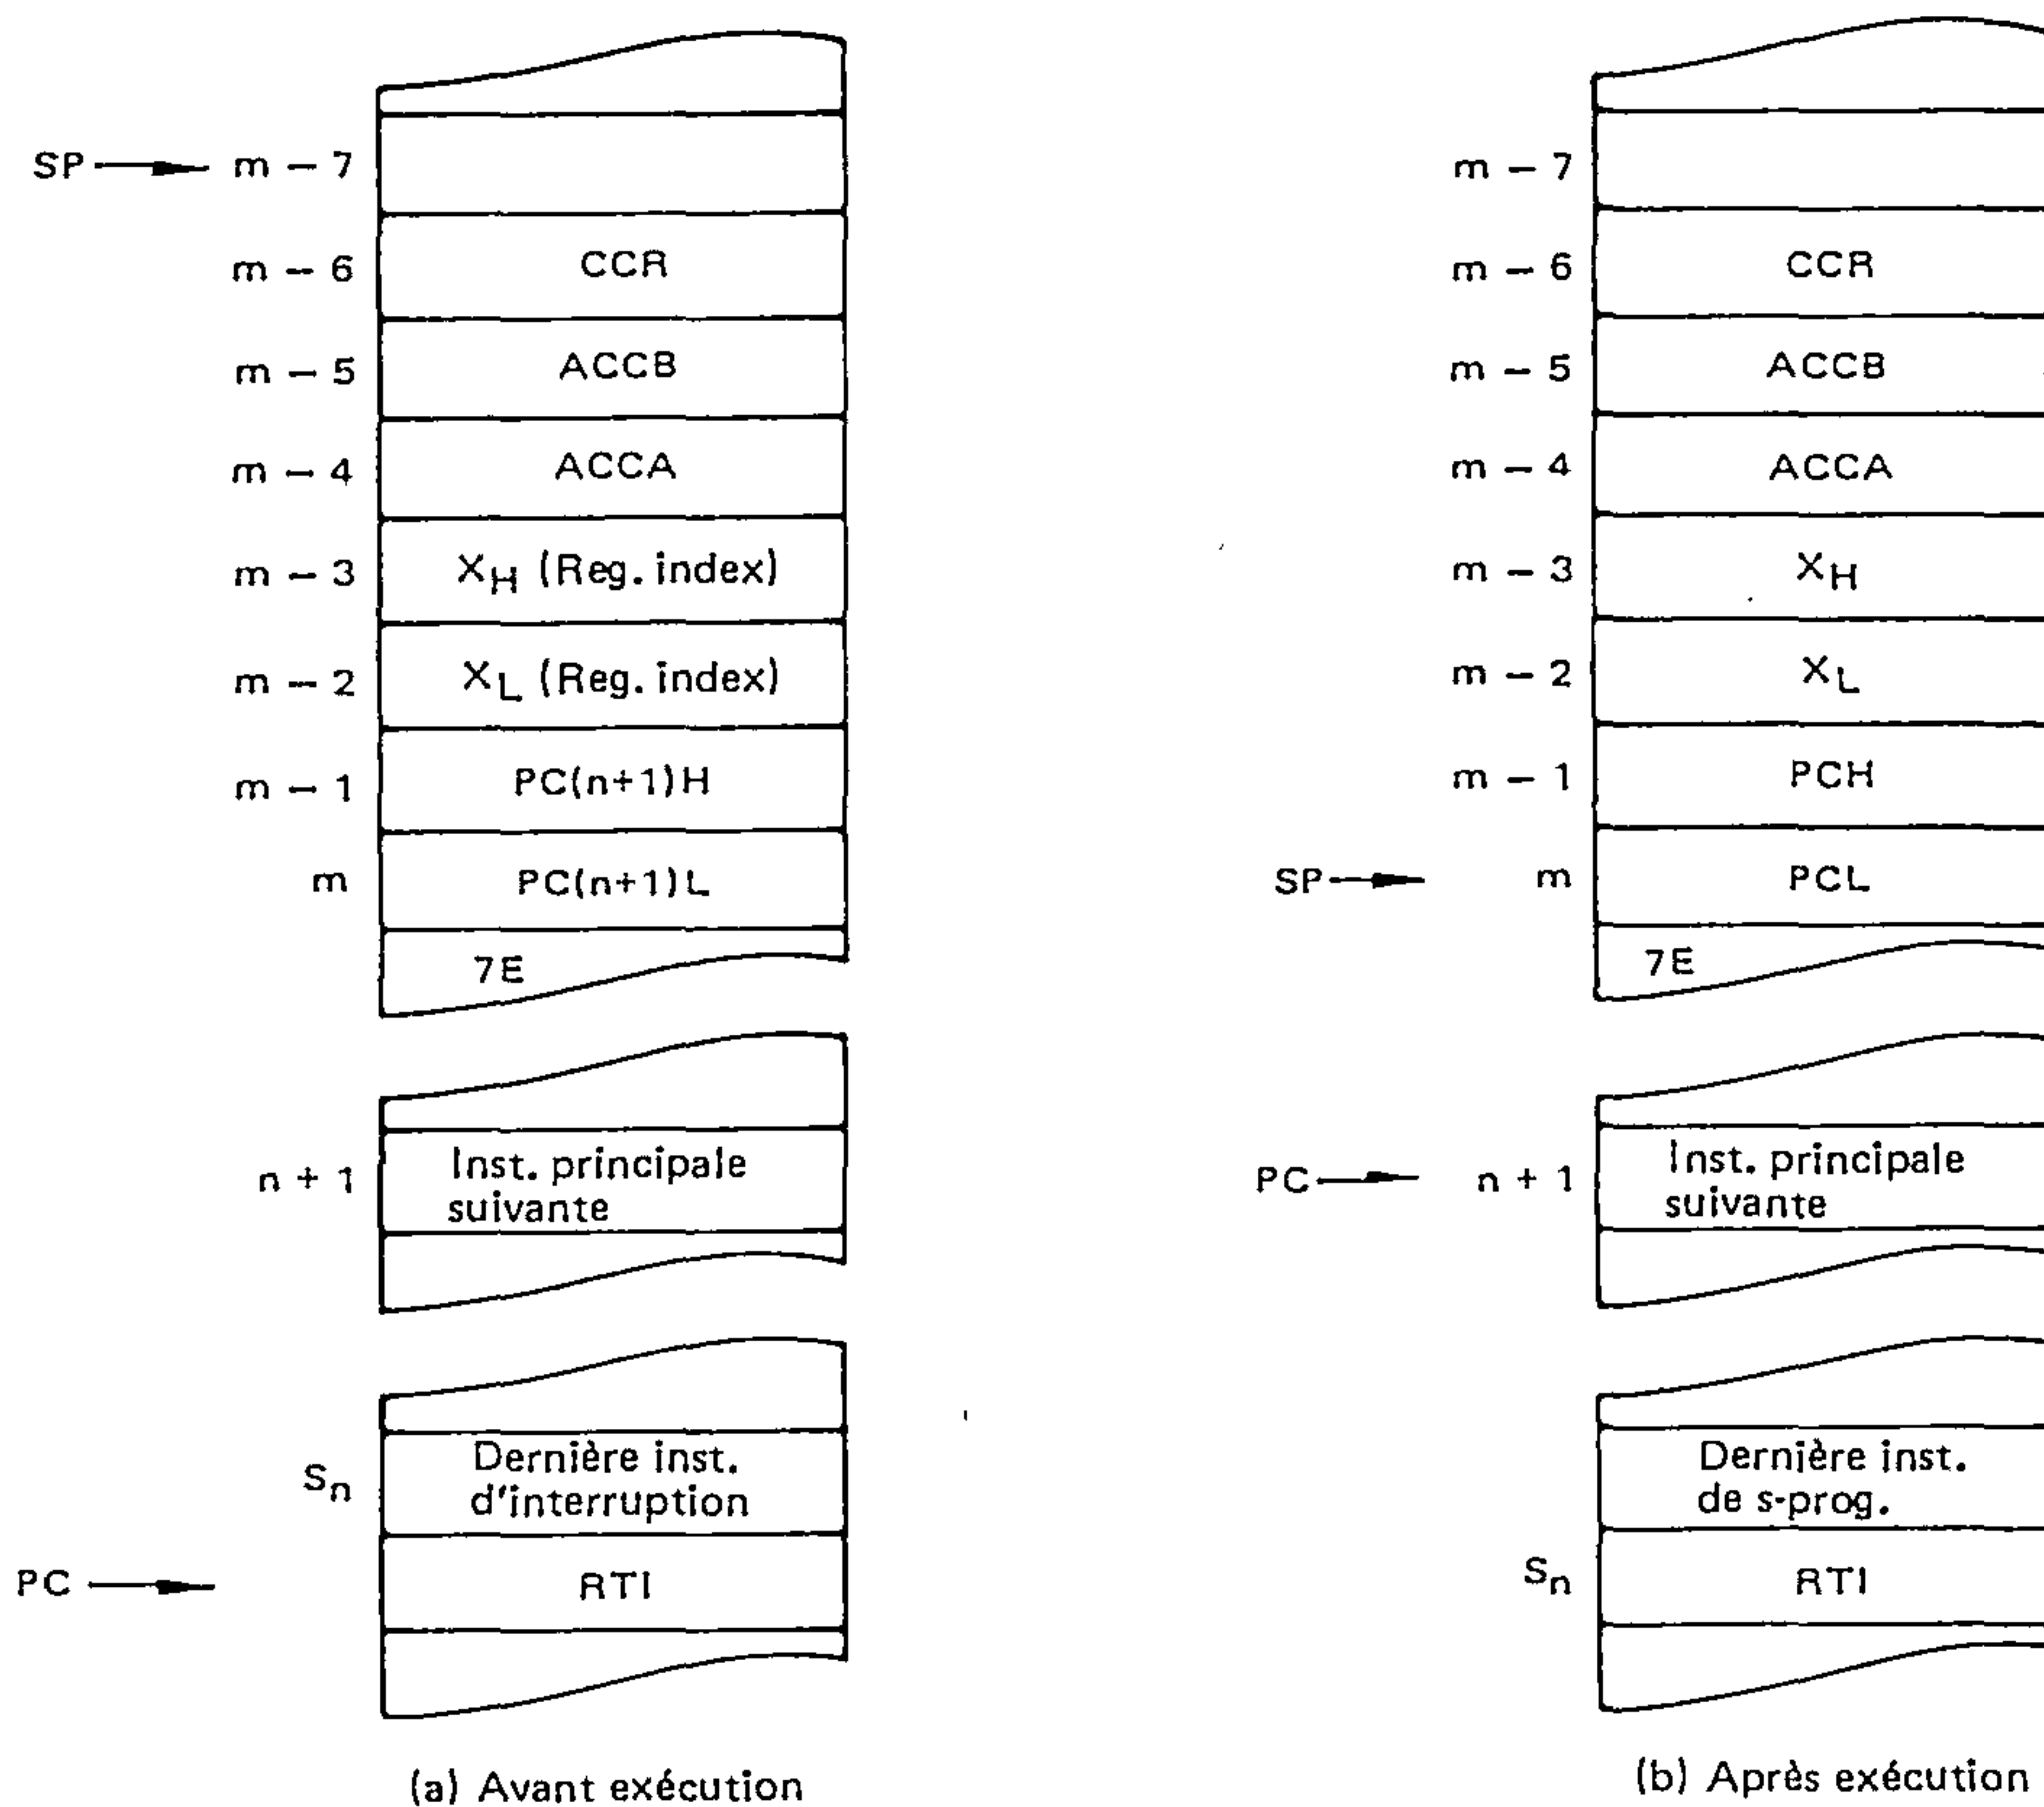 SP m – 7
m – 6 CCR
m – 5 ACCB
m – 4 ACCA
m – 3 XH (Reg. index)
m – 2 XL (Reg. index)
m – 1 PC(n+1)H
m PC(n+1)L
7E
n + 1 Inst. principale
suivante
Sn Dernière inst.
d'interruption
PC RTI
(a) Avant exécution
m – 7
m – 6 CCR
m – 5 ACCB
m – 4 ACCA
m – 3 XH
m – 2 XL
m – 1 PCH
SP m PCL
7E
PC n + 1 Inst. principale
suivante
Dernière inst.
de s-prog.
Sn RTI
(b) Après exécution